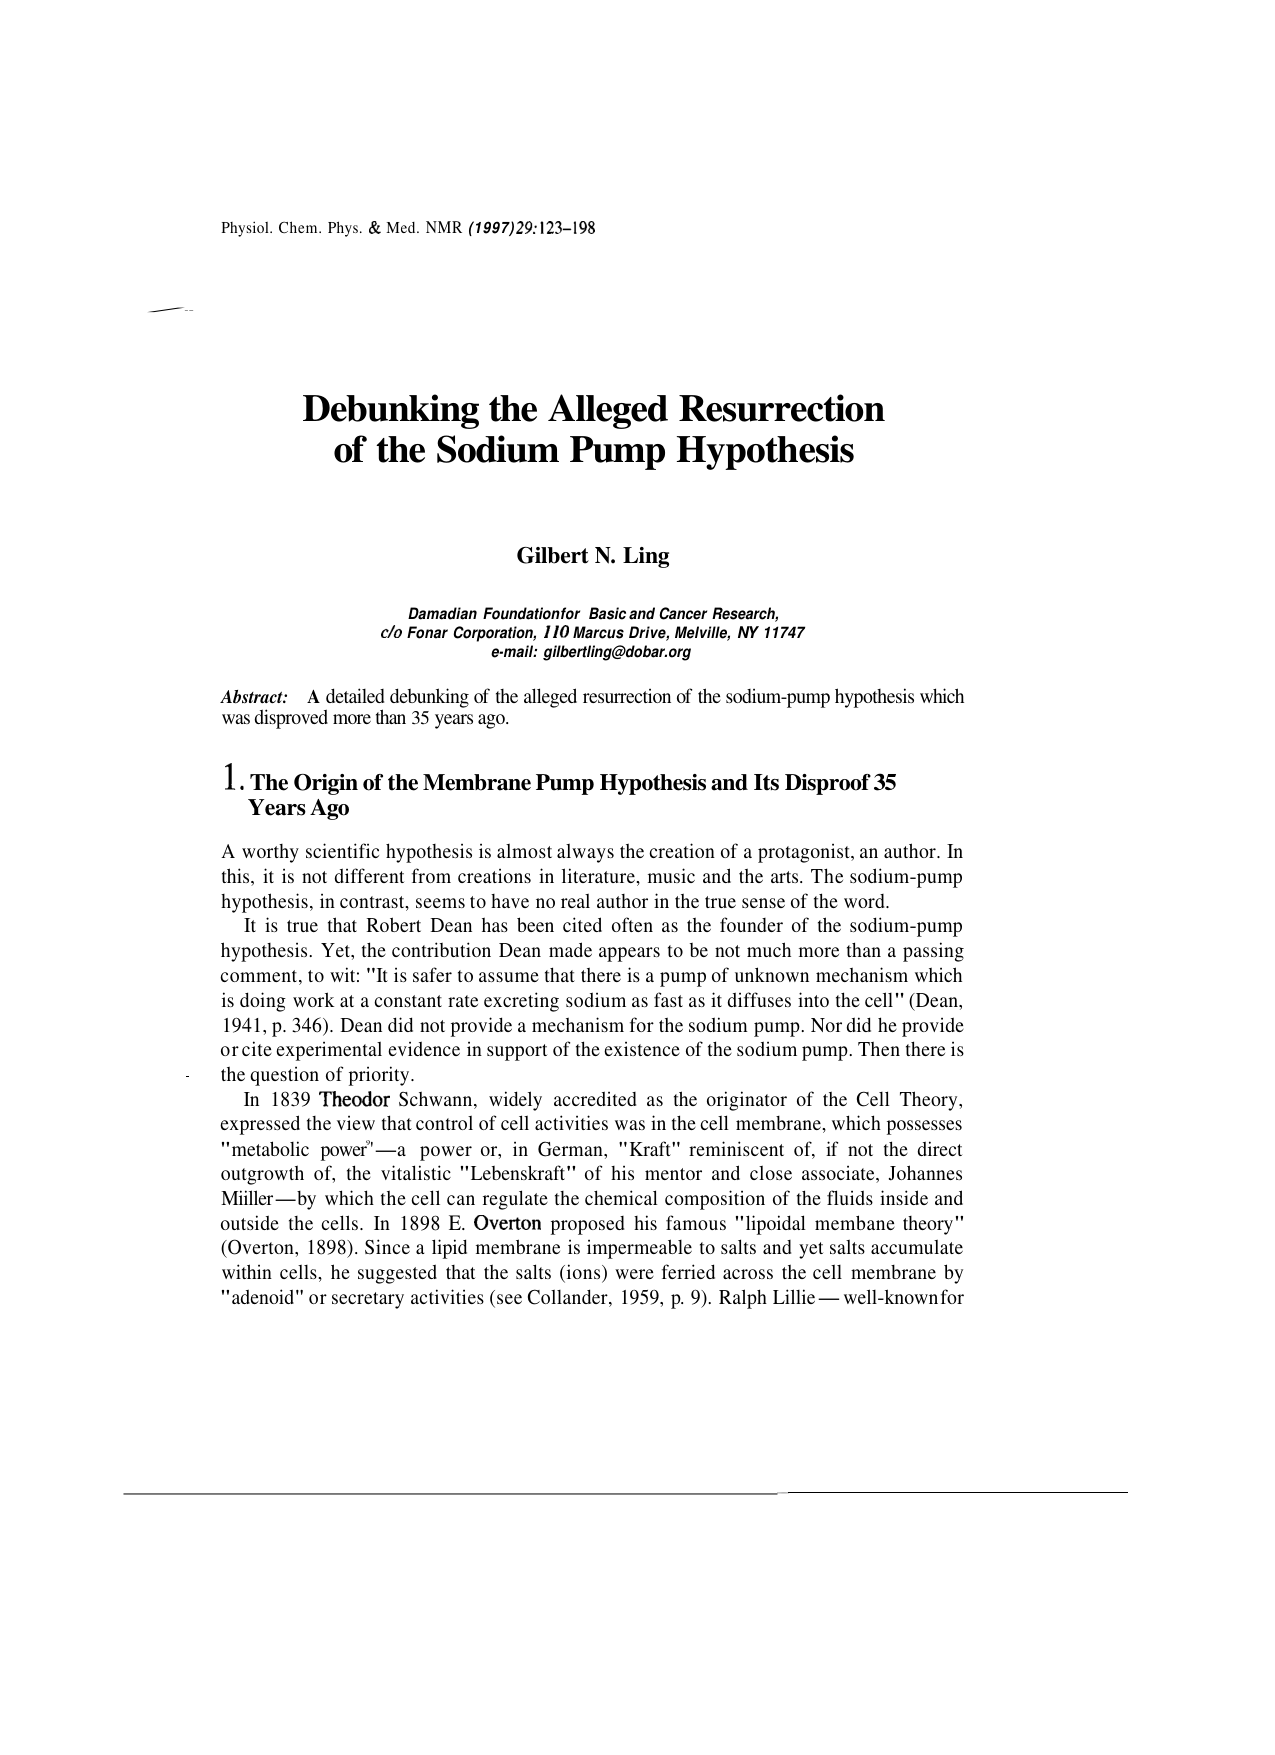 Physiol. Chem. Phys. & Med. NMR (1997)29:123–198
Debunking the Alleged Resurrection
of the Sodium Pump Hypothesis
Gilbert N. Ling
Damadian Foundation for Basic and Cancer Research,
c/o Fonar Corporation, 110 Marcus Drive, Melville, NY 11747
e-mail: gilbertling@dobar.org
Abstract: A detailed debunking of the alleged resurrection of the sodium-pump hypothesis which
was disproved more than 35 years ago.
1. The Origin of the Membrane Pump Hypothesis and Its Disproof 35
Years Ago
A worthy scientific hypothesis is almost always the creation of a protagonist, an author. In
this, it is not different from creations in literature, music and the arts. The sodium-pump
hypothesis, in contrast, seems to have no real author in the true sense of the word.
It is true that Robert Dean has been cited often as the founder of the sodium-pump
hypothesis. Yet, the contribution Dean made appears to be not much more than a passing
comment, to wit: "It is safer to assume that there is a pump of unknown mechanism which
is doing work at a constant rate excreting sodium as fast as it diffuses into the cell" (Dean,
1941, p. 346). Dean did not provide a mechanism for the sodium pump. Nor did he provide
or cite experimental evidence in support of the existence of the sodium pump. Then there is
the question of priority.
In 1839 Theodor Schwann, widely accredited as the originator of the Cell Theory,
expressed the view that control of cell activities was in the cell membrane, which possesses
"metabolic power"—a power or, in German, "Kraft" reminiscent of, if not the direct
outgrowth of, the vitalistic "Lebenskraft" of his mentor and close associate, Johannes
Müller—by which the cell can regulate the chemical composition of the fluids inside and
outside the cells. In 1898 E. Overton proposed his famous "lipoidal membane theory"
(Overton, 1898). Since a lipid membrane is impermeable to salts and yet salts accumulate
within cells, he suggested that the salts (ions) were ferried across the cell membrane by
"adenoid" or secretary activities (see Collander, 1959, p. 9). Ralph Lillie — well-known for